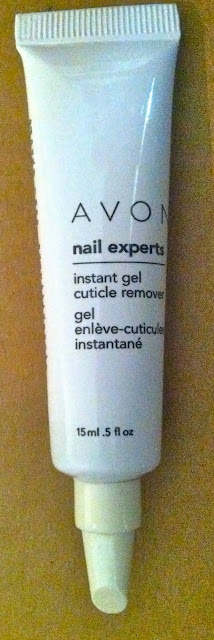 AVON
nail experts
instant gel
cuticle remover
gel
enlève-cuticules
instantané
15ml .5 fl oz